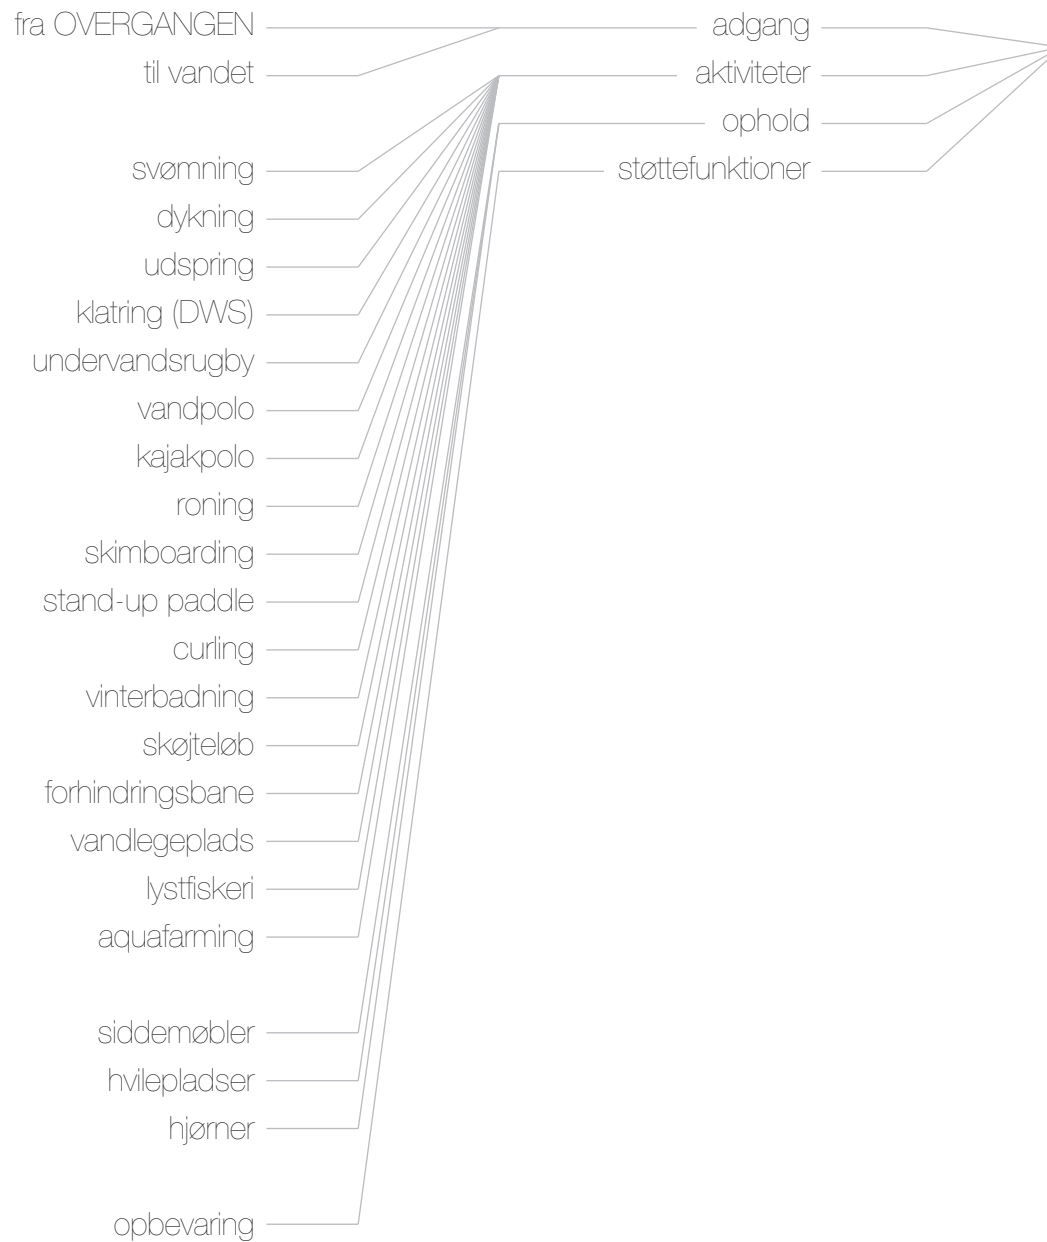 fra OVERGANGEN
til vandet
svømning
dykning
udspring
klatring (DWS)
undervandsrugby
vandpolo
kajakpolo
roning
skimboarding
stand-up paddle
curling
vinterbadning
skøjteløb
forhindringsbane
vandlegeplads
lystfiskeri
aquafarming
siddemøbler
hvilepladser
hjørner
opbevaring
adgang
aktiviteter
ophold
støttefunktioner